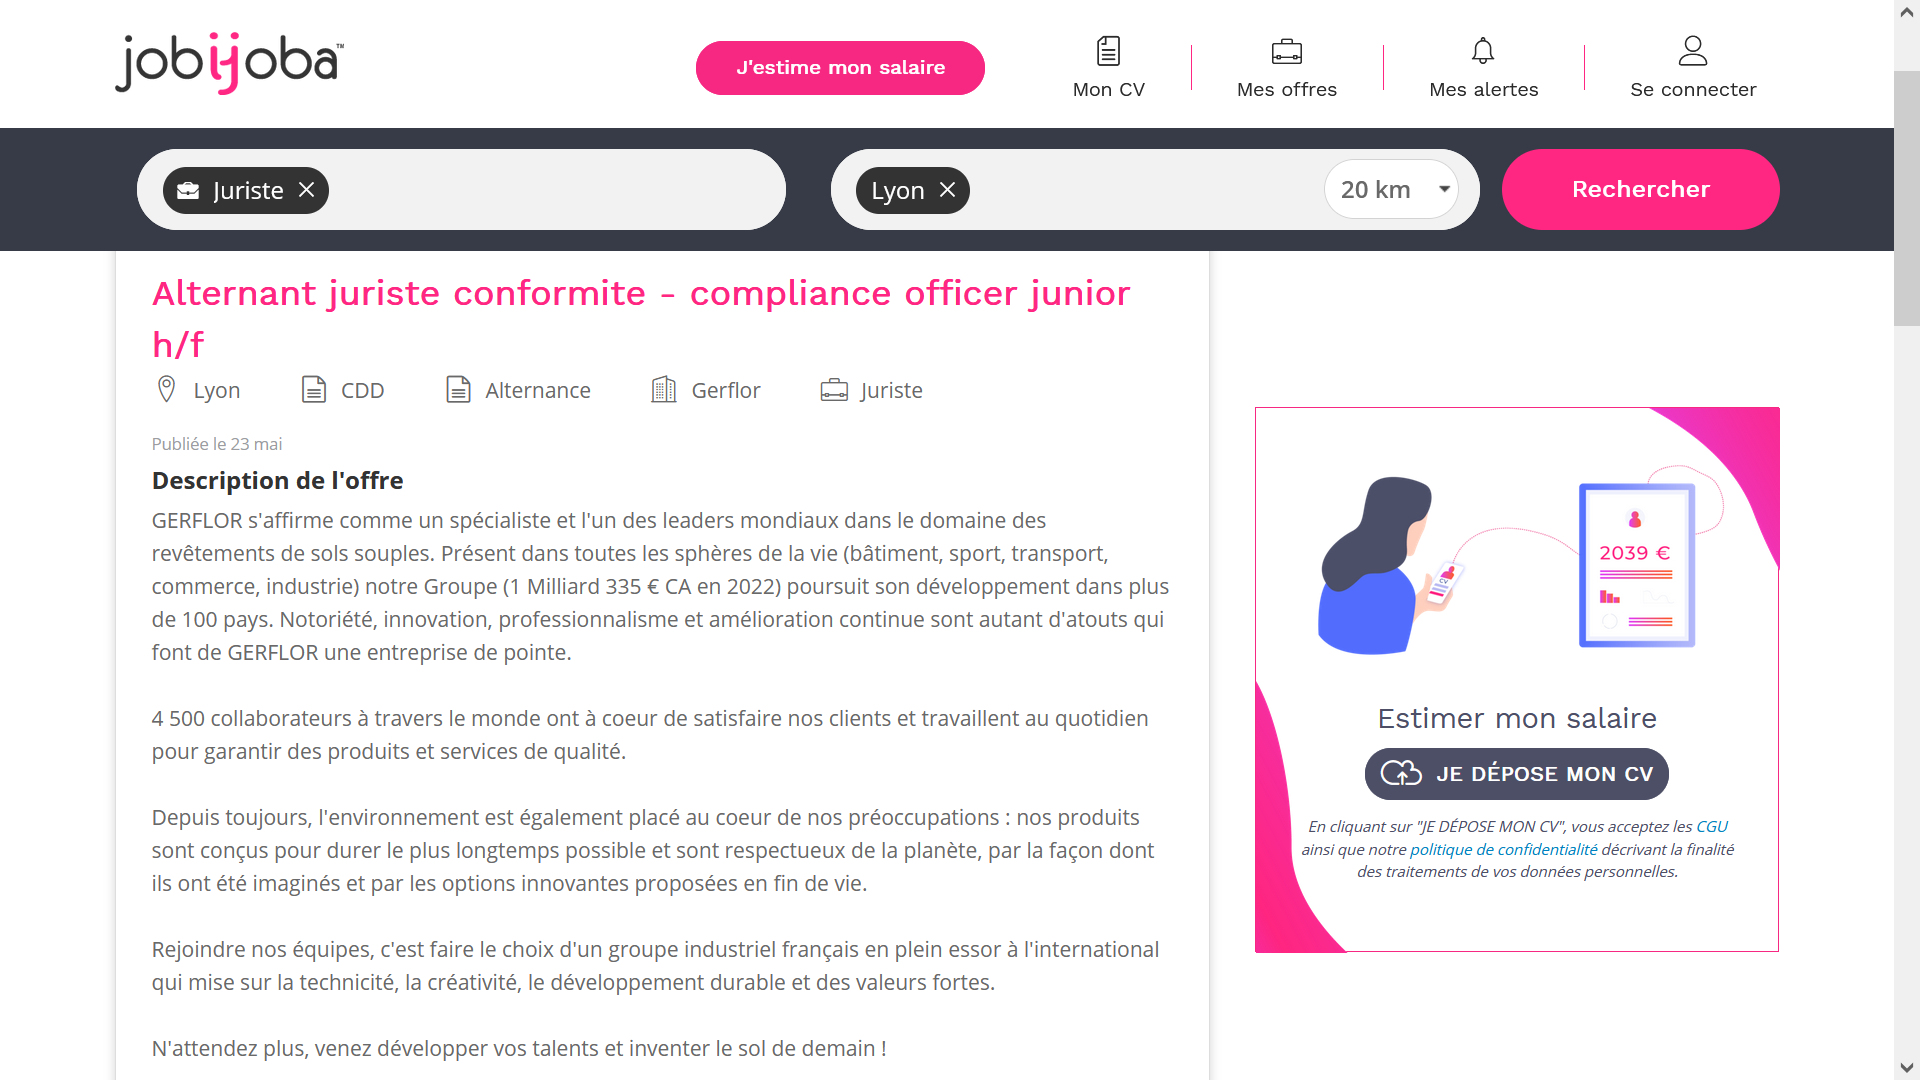 jobijoba™
J'estime mon salaire
Mon CV
Mes offres
Mes alertes
Se connecter
Juriste
Lyon
20 km
Rechercher
Alternant juriste conformite - compliance officer junior
h/f
Lyon
CDD
Alternance
Gerflor
Juriste
Publiée le 23 mai
Description de l'offre
GERFLOR s'affirme comme un spécialiste et l'un des leaders mondiaux dans le domaine des
revêtements de sols souples. Présent dans toutes les sphères de la vie (bâtiment, sport, transport,
commerce, industrie) notre Groupe (1 Milliard 335 € CA en 2022) poursuit son développement dans plus
de 100 pays. Notoriété, innovation, professionnalisme et amélioration continue sont autant d'atouts qui
font de GERFLOR une entreprise de pointe.
4 500 collaborateurs à travers le monde ont à coeur de satisfaire nos clients et travaillent au quotidien
pour garantir des produits et services de qualité.
Depuis toujours, l'environnement est également placé au coeur de nos préoccupations : nos produits
sont conçus pour durer le plus longtemps possible et sont respectueux de la planète, par la façon dont
ils ont été imaginés et par les options innovantes proposées en fin de vie.
Rejoindre nos équipes, c'est faire le choix d'un groupe industriel français en plein essor à l'international
qui mise sur la technicité, la créativité, le développement durable et des valeurs fortes.
N'attendez plus, venez développer vos talents et inventer le sol de demain !
2039 €
CV
Estimer mon salaire
JE DÉPOSE MON CV
En cliquant sur "JE DÉPOSE MON CV", vous acceptez les CGU
ainsi que notre politique de confidentialité décrivant la finalité
des traitements de vos données personnelles.